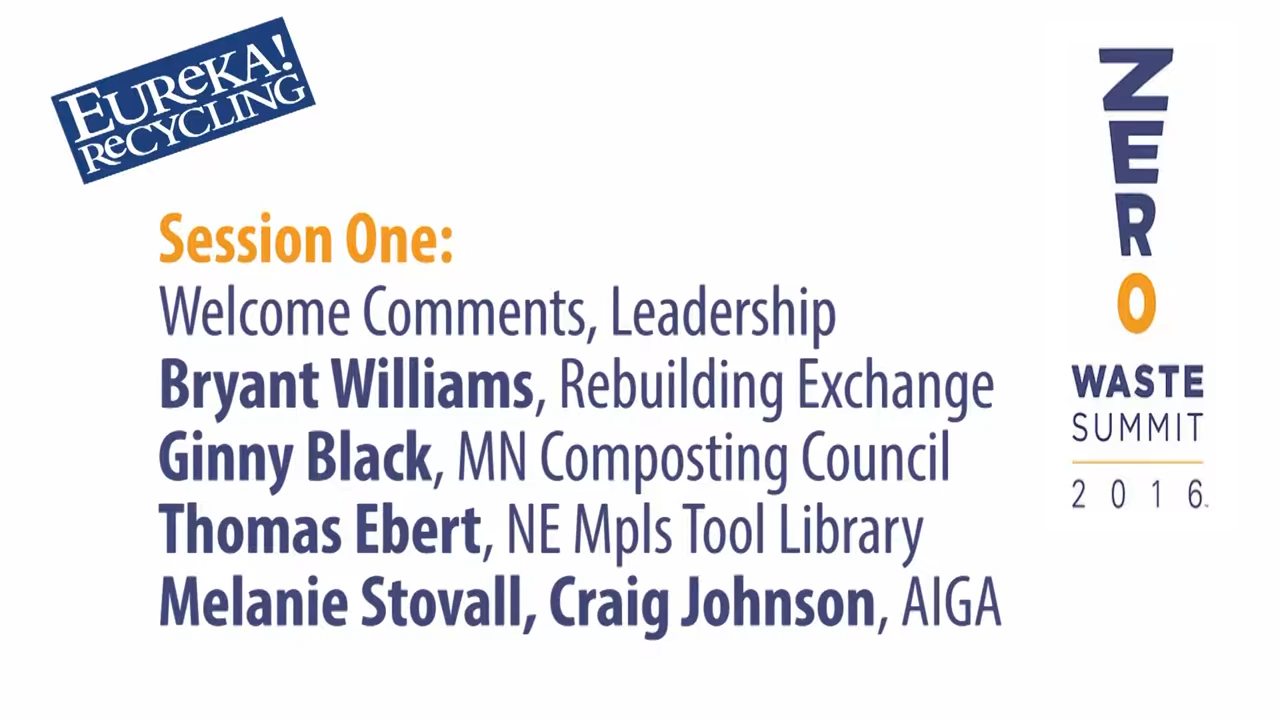 EUReKA!
ReCYCLING
Session One:
Welcome Comments, Leadership
Bryant Williams, Rebuilding Exchange
Ginny Black, MN Composting Council
Thomas Ebert, NE Mpls Tool Library
Melanie Stovall, Craig Johnson, AIGA
ZERO
WASTE
SUMMIT
2016